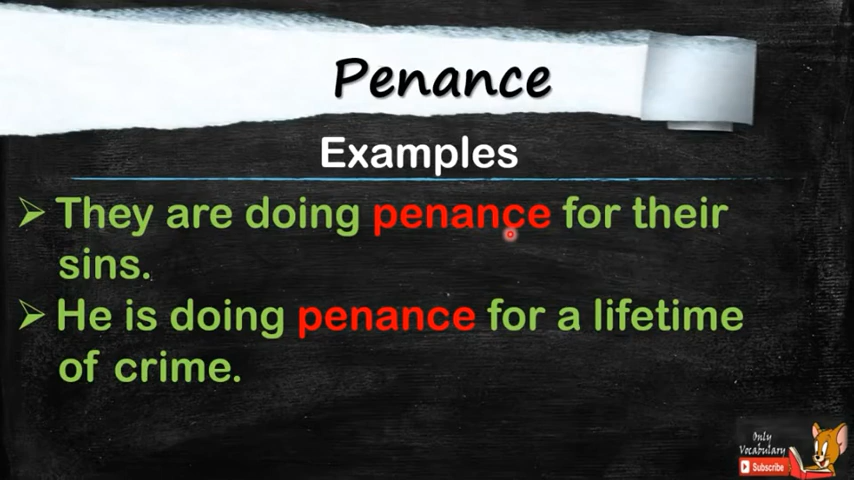 Penance
Examples
They are doing penance for their
sins.
He is doing penance for a lifetime
of crime.
Only
Vocabulary
Subscribe